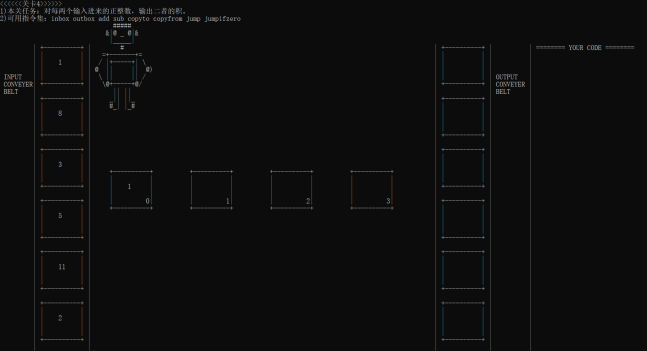 <<<<<<关卡4>>>>>>
1)本关任务：对每两个输入进来的正整数，输出二者的积。
2)可用指令集：inbox outbox add sub copyto copyfrom jump jumpifzero
INPUT
CONVEYER
BELT
1
8
3
5
11
2
1
0
1
2
3
OUTPUT
CONVEYER
BELT
======== YOUR CODE ========